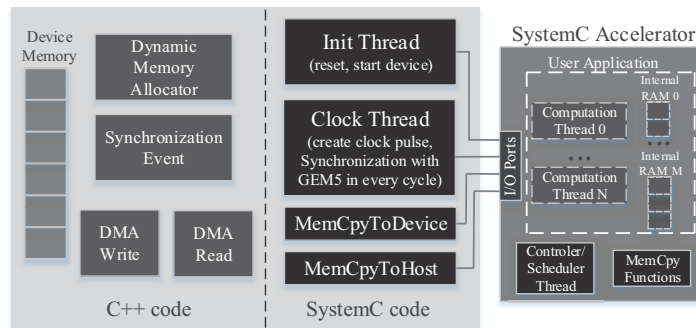 Device
Memory
Dynamic
Memory
Allocator
Synchronization
Event
DMA
Write
DMA
Read
C++ code
Init Thread
(reset, start device)
Clock Thread
(create clock pulse,
Synchronization with
GEM5 in every cycle)
MemCpyToDevice
MemCpyToHost
SystemC code
SystemC Accelerator
I/O Ports
User Application
Computation
Thread 0
...
Computation
Thread N
Internal
RAM 0
...
Internal
RAM M
Controler/
Scheduler
Thread
MemCpy
Functions